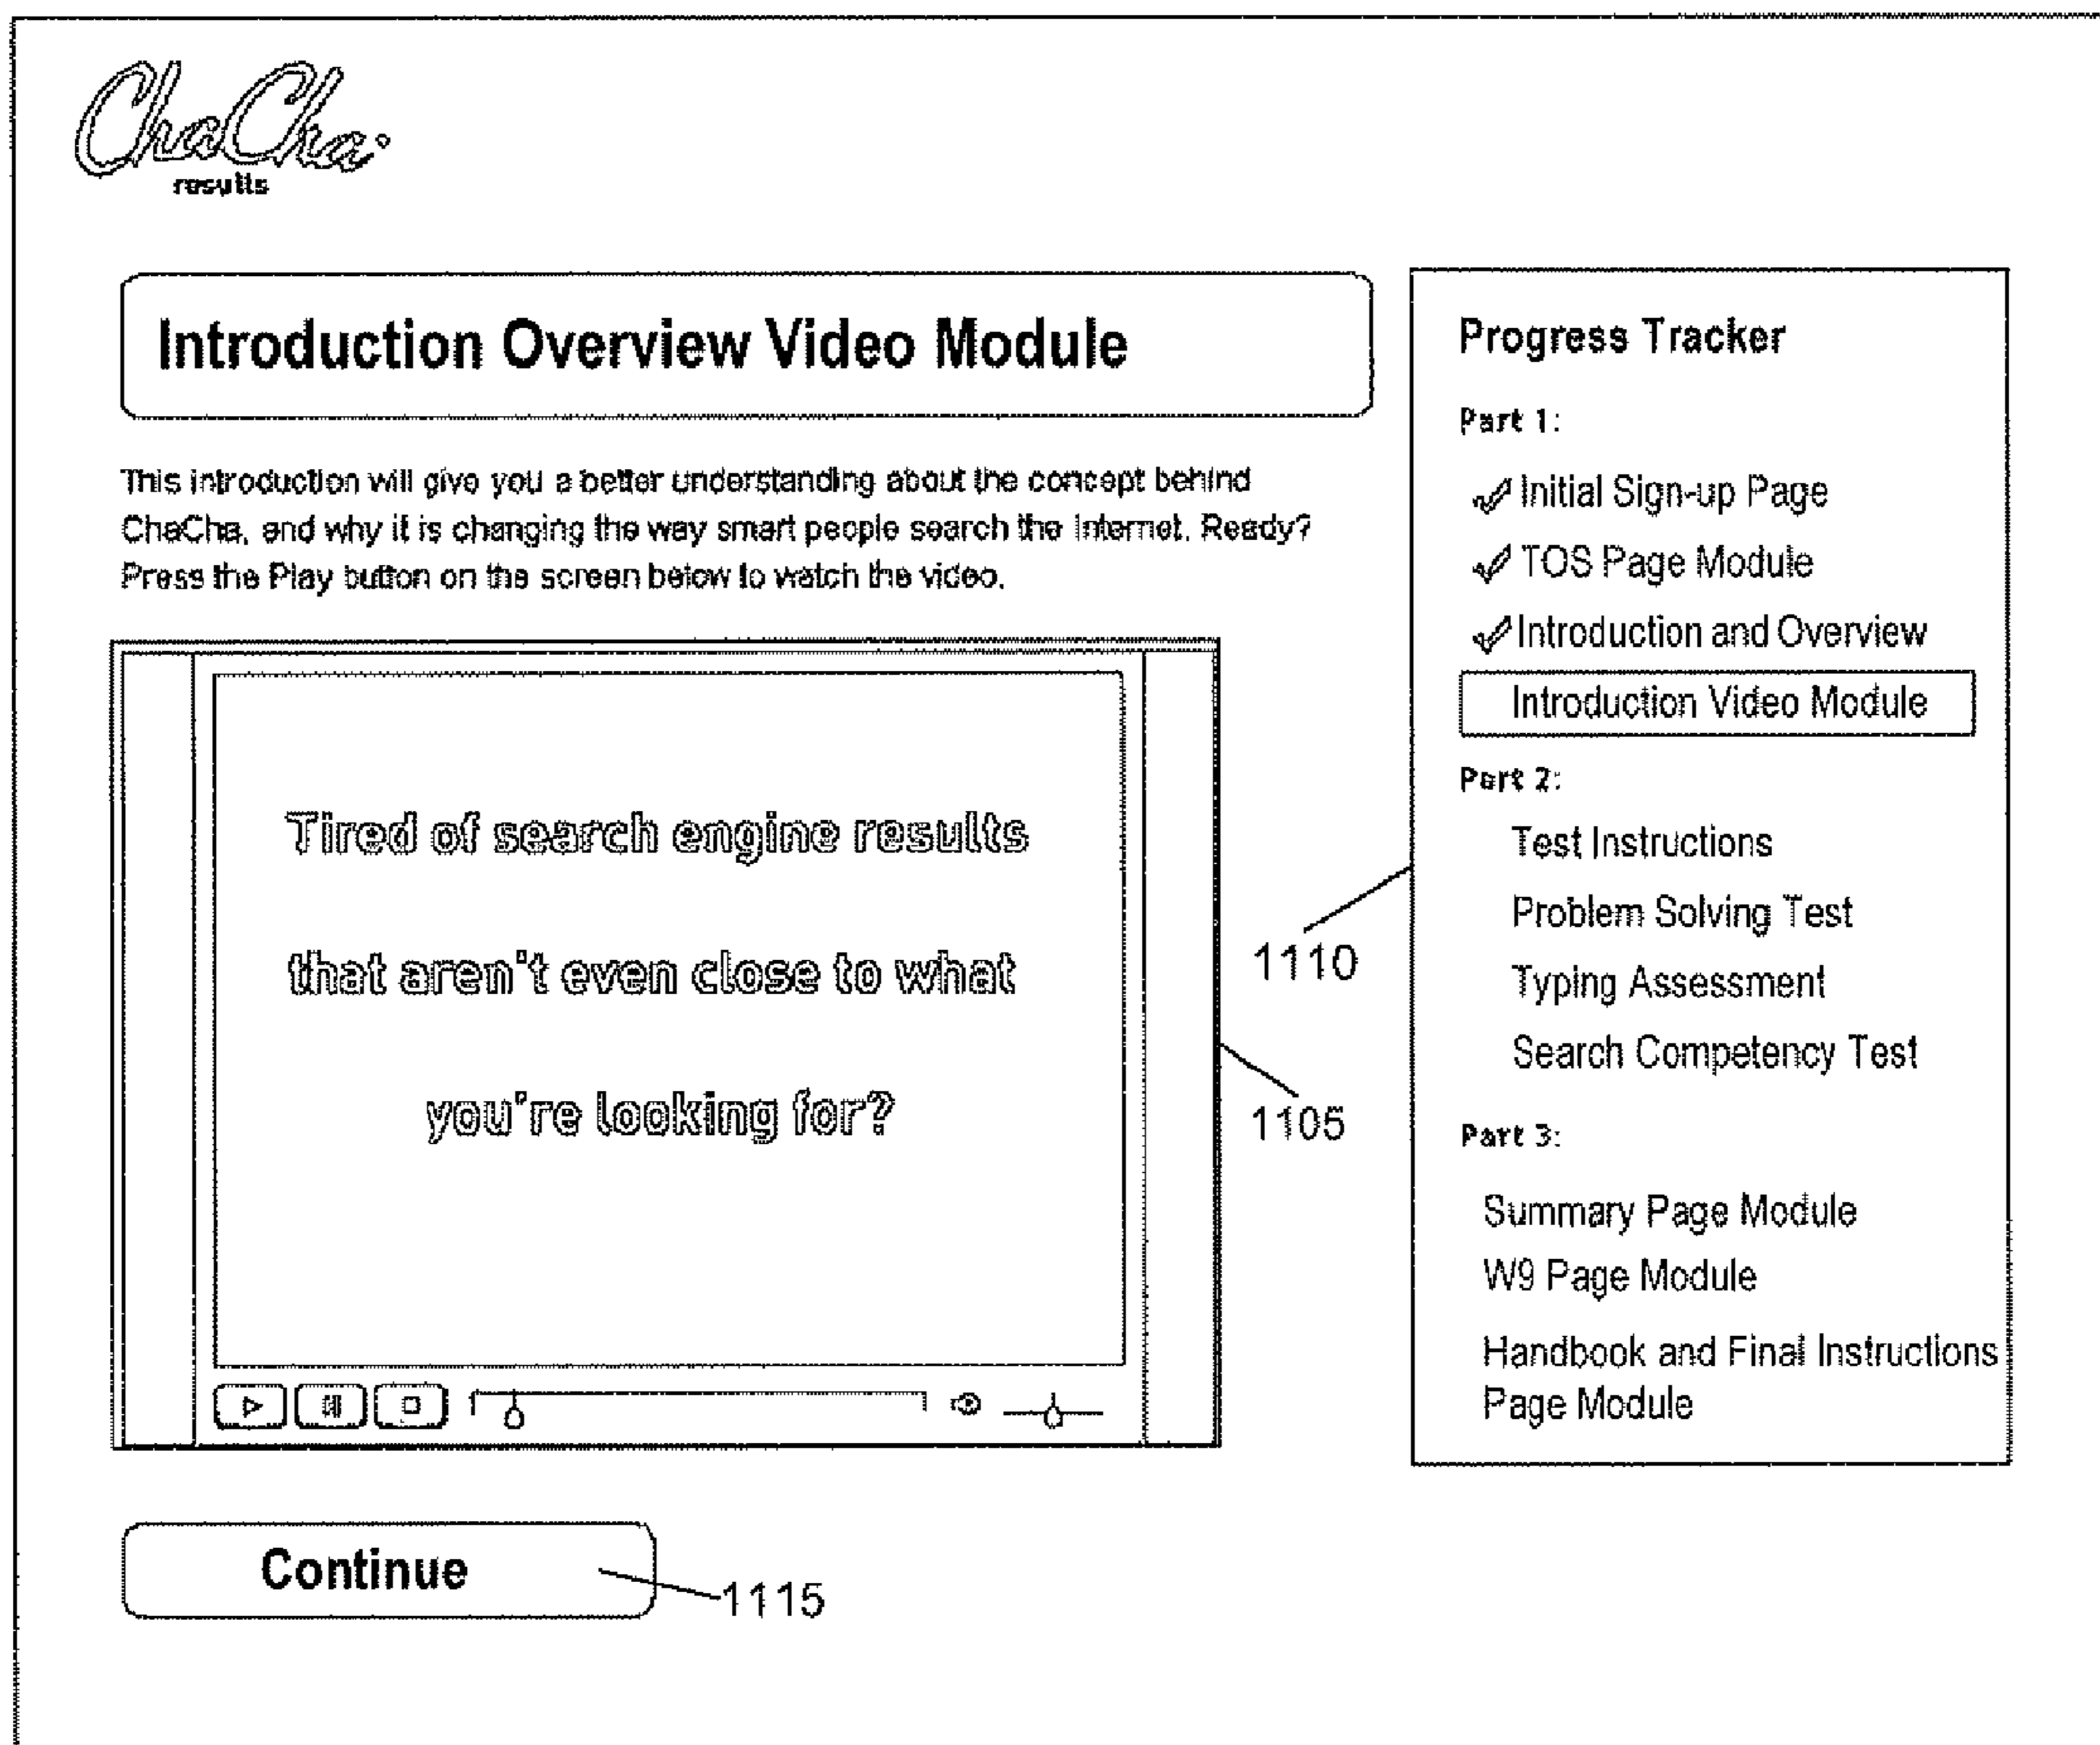 ChaCha
results
Introduction Overview Video Module
This introduction will give you a better understanding about the concept behind
ChaCha, and why it is changing the way smart people search the Internet. Ready?
Press the Play button on the screen below to watch the video.
Tired of search engine results
that aren't even close to what
you're looking for?
1110
1105
Continue
1115
Progress Tracker
Part 1:
Initial Sign-up Page
TOS Page Module
Introduction and Overview
Introduction Video Module
Part 2:
Test Instructions
Problem Solving Test
Typing Assessment
Search Competency Test
Part 3:
Summary Page Module
W9 Page Module
Handbook and Final Instructions
Page Module